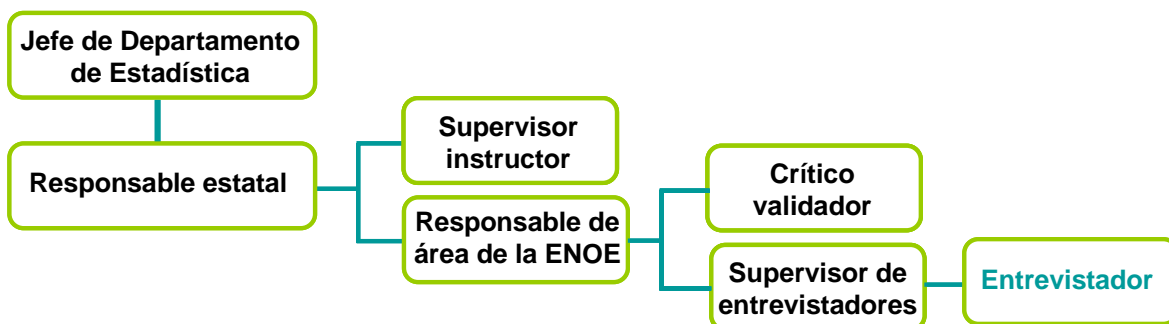 Jefe de Departamento
de Estadística
Responsable estatal
Supervisor
instructor
Responsable de
área de la ENOE
Crítico
validador
Supervisor de
entrevistadores
Entrevistador